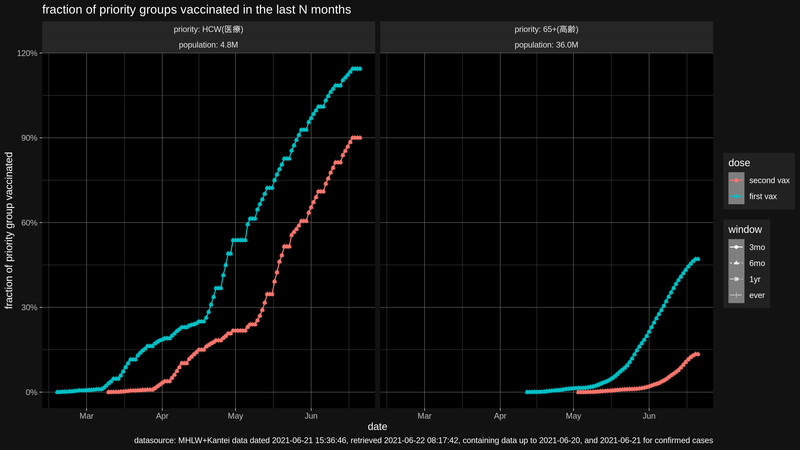 fraction of priority groups vaccinated in the last N months
priority: HCW(医療)
population: 4.8M
priority: 65+(高齢)
population: 36.0M
120%
90%
60%
30%
0%
fraction of priority group vaccinated
Mar
Apr
May
Jun
Mar
Apr
May
Jun
date
dose
second vax
first vax
window
3mo
6mo
1yr
ever
datasource: MHLW+Kantei data dated 2021-06-21 15:36:46, retrieved 2021-06-22 08:17:42, containing data up to 2021-06-20, and 2021-06-21 for confirmed cases